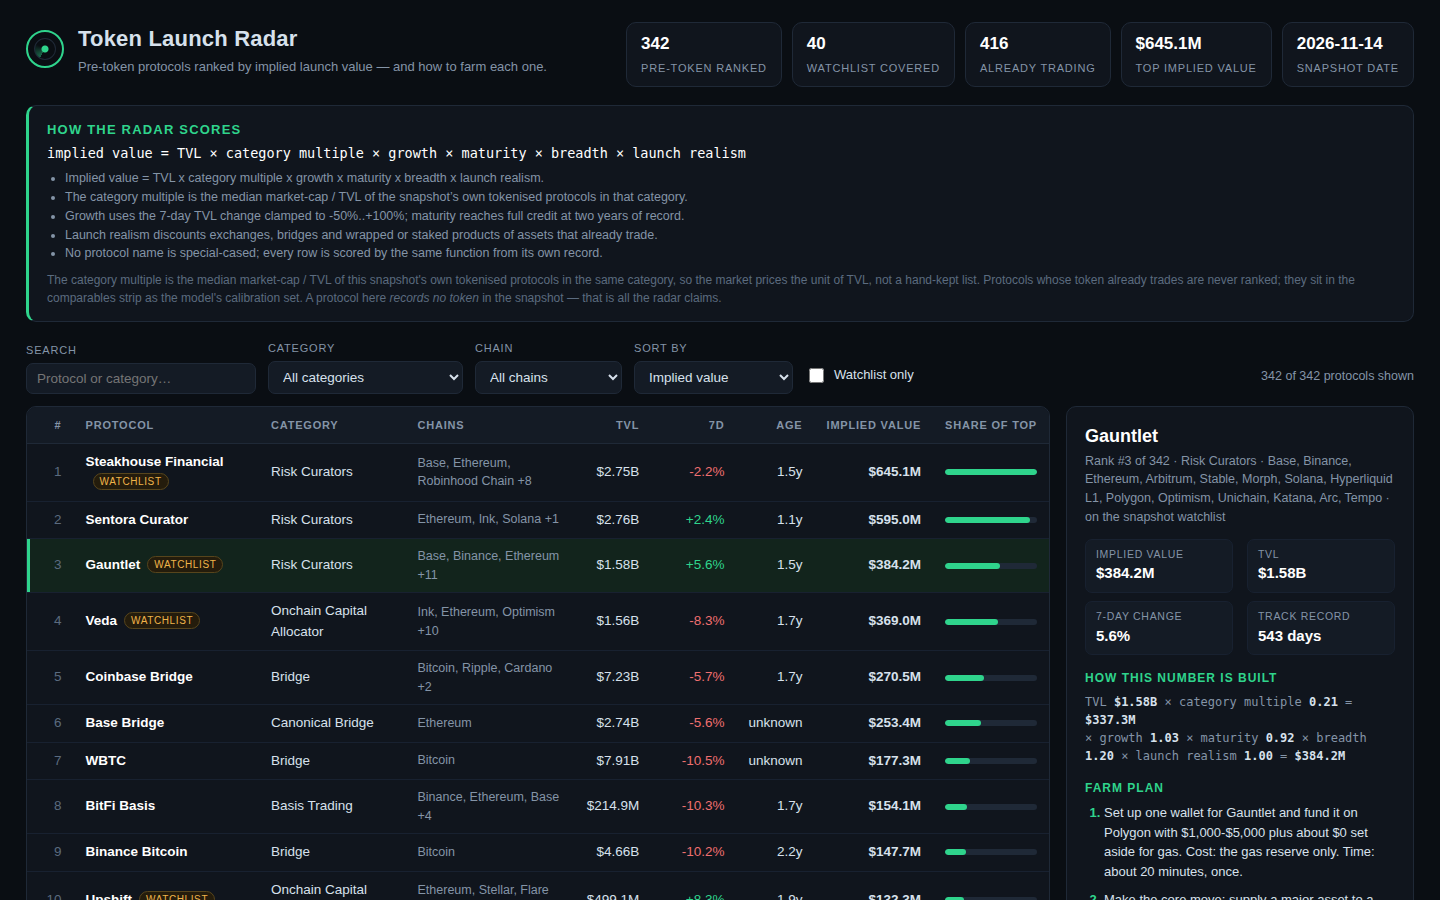 Token Launch Radar
Pre-token protocols ranked by implied launch value — and how to farm each one.
342
PRE-TOKEN RANKED
40
WATCHLIST COVERED
416
ALREADY TRADING
$645.1M
TOP IMPLIED VALUE
2026-11-14
SNAPSHOT DATE
HOW THE RADAR SCORES
implied value = TVL × category multiple × growth × maturity × breadth × launch realism
• Implied value = TVL x category multiple x growth x maturity x breadth x launch realism.
• The category multiple is the median market-cap / TVL of the snapshot's own tokenised protocols in that category.
• Growth uses the 7-day TVL change clamped to -50%..+100%; maturity reaches full credit at two years of record.
• Launch realism discounts exchanges, bridges and wrapped or staked products of assets that already trade.
• No protocol name is special-cased; every row is scored by the same function from its own record.
The category multiple is the median market-cap / TVL of this snapshot's own tokenised protocols in the same category, so the market prices the unit of TVL, not a hand-kept list. Protocols whose token already trades are never ranked; they sit in the
comparables strip as the model's calibration set. A protocol here records no token in the snapshot — that is all the radar claims.
SEARCH
Protocol or category…
CATEGORY
All categories
CHAIN
All chains
SORT BY
Implied value
Watchlist only
342 of 342 protocols shown
# PROTOCOL CATEGORY CHAINS TVL 7D AGE IMPLIED VALUE SHARE OF TOP
1 Steakhouse Financial WATCHLIST Risk Curators Base, Ethereum, Robinhood Chain +8 $2.75B -2.2% 1.5y $645.1M
2 Sentora Curator Risk Curators Ethereum, Ink, Solana +1 $2.76B +2.4% 1.1y $595.0M
3 Gauntlet WATCHLIST Risk Curators Base, Binance, Ethereum +11 $1.58B +5.6% 1.5y $384.2M
4 Veda WATCHLIST Onchain Capital Allocator Ink, Ethereum, Optimism +10 $1.56B -8.3% 1.7y $369.0M
5 Coinbase Bridge Bridge Bitcoin, Ripple, Cardano +2 $7.23B -5.7% 1.7y $270.5M
6 Base Bridge Canonical Bridge Ethereum $2.74B -5.6% unknown $253.4M
7 WBTC Bridge Bitcoin $7.91B -10.5% unknown $177.3M
8 BitFi Basis Basis Trading Binance, Ethereum, Base +4 $214.9M -10.3% 1.7y $154.1M
9 Binance Bitcoin Bridge Bitcoin $4.66B -10.2% 2.2y $147.7M
10 Upshift WATCHLIST Onchain Capital Ethereum, Stellar, Flare $499.1M +8.3% 1.9y $132.3M
Gauntlet
Rank #3 of 342 · Risk Curators · Base, Binance,
Ethereum, Arbitrum, Stable, Morph, Solana, Hyperliquid
L1, Polygon, Optimism, Unichain, Katana, Arc, Tempo ·
on the snapshot watchlist
IMPLIED VALUE
$384.2M
TVL
$1.58B
7-DAY CHANGE
5.6%
TRACK RECORD
543 days
HOW THIS NUMBER IS BUILT
TVL $1.58B × category multiple 0.21 =
$337.3M
× growth 1.03 × maturity 0.92 × breadth
1.20 × launch realism 1.00 = $384.2M
FARM PLAN
1. Set up one wallet for Gauntlet and fund it on
Polygon with $1,000-$5,000 plus about $0 set
aside for gas. Cost: the gas reserve only. Time:
about 20 minutes, once.
2. Make the core move: supply a major asset to a